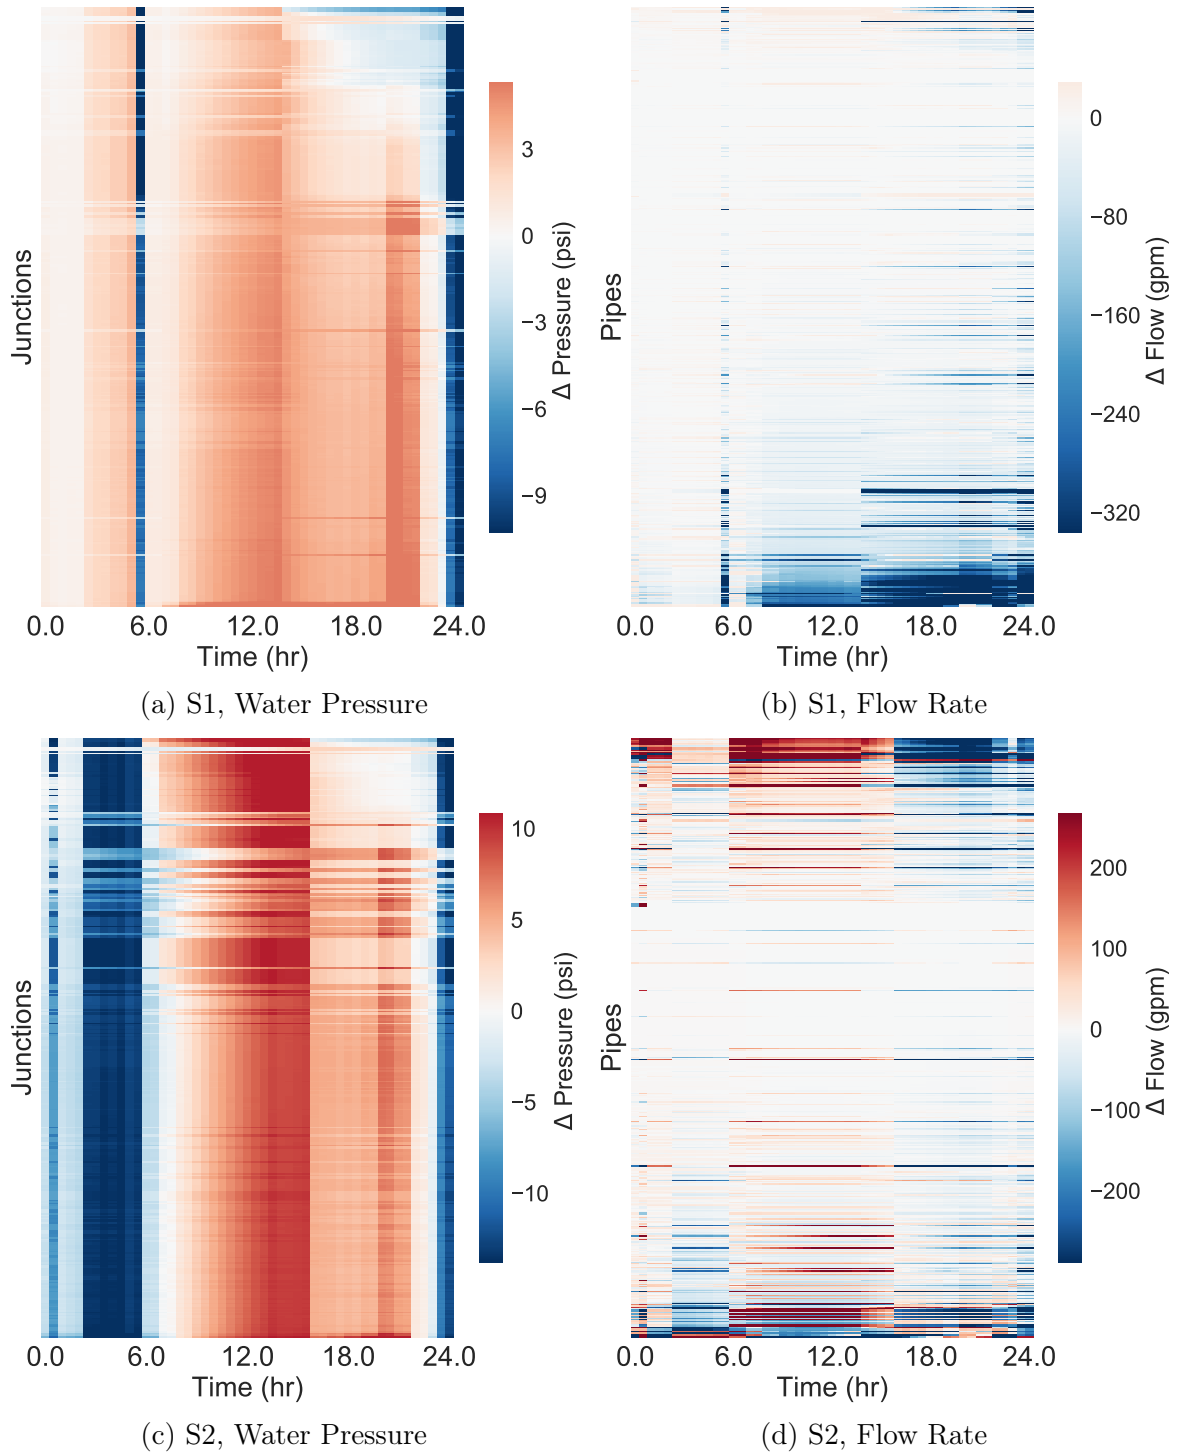 Junctions
0.0 6.0 12.0 18.0 24.0
Time (hr)
3
0
−3
−6
−9
Δ Pressure (psi)
(a) S1, Water Pressure
Pipes
0.0 6.0 12.0 18.0 24.0
Time (hr)
0
−80
−160
−240
−320
Δ Flow (gpm)
(b) S1, Flow Rate
Junctions
0.0 6.0 12.0 18.0 24.0
Time (hr)
10
5
0
−5
−10
Δ Pressure (psi)
(c) S2, Water Pressure
Pipes
0.0 6.0 12.0 18.0 24.0
Time (hr)
200
100
0
−100
−200
Δ Flow (gpm)
(d) S2, Flow Rate